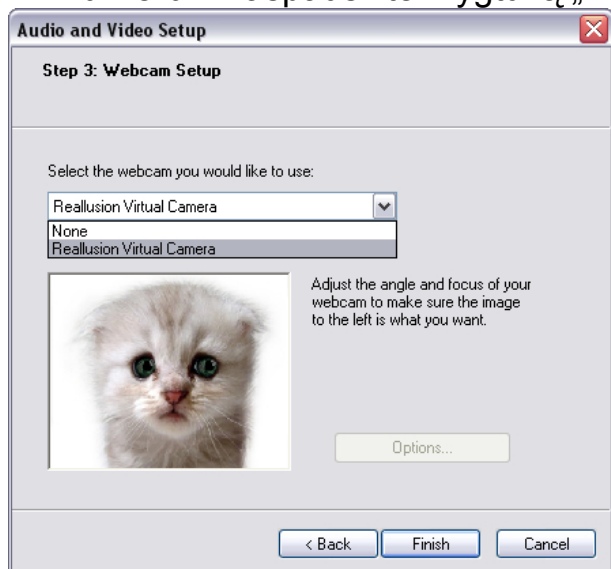 Audio and Video Setup
Step 3: Webcam Setup
Select the webcam you would like to use:
Reallusion Virtual Camera
None
Reallusion Virtual Camera
Adjust the angle and focus of your
webcam to make sure the image
to the left is what you want.
Options...
< Back
Finish
Cancel